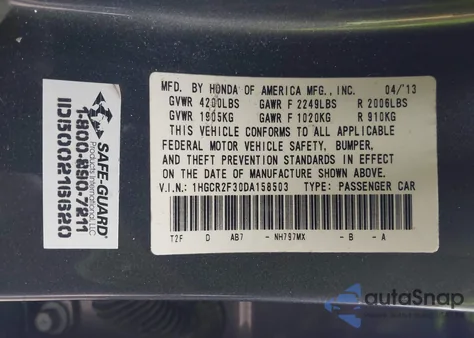 SAFE-GUARD
Products International, LLC
1-800-890-7211
MFD. BY HONDA OF AMERICA MFG., INC. 04/13
GVWR 4200LBS GAWR F 2249LBS R 2006LBS
GVWR 1905KG GAWR F 1020KG R 910KG
THIS VEHICLE CONFORMS TO ALL APPLICABLE
FEDERAL MOTOR VEHICLE SAFETY, BUMPER,
AND THEFT PREVENTION STANDARDS IN EFFECT
ON THE DATE OF MANUFACTURE SHOWN ABOVE.
V.I.N.: 1HGCR2F30DA158503 TYPE: PASSENGER CAR
T2F D AB7 - NH797MX - B - A
autoSnap